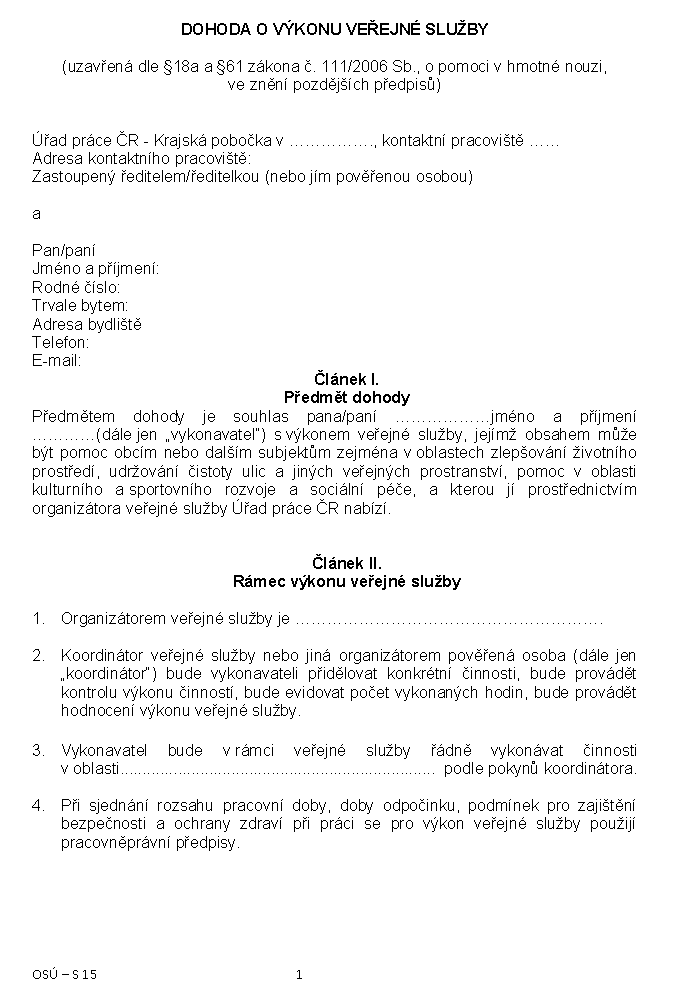 DOHODA O VÝKONU VEŘEJNÉ SLUŽBY
(uzavřená dle §18a a §61 zákona č. 111/2006 Sb., o pomoci v hmotné nouzi,
ve znění pozdějších předpisů)
Úřad práce ČR - Krajská pobočka v ……………., kontaktní pracoviště ……
Adresa kontaktního pracoviště:
Zastoupený ředitelem/ředitelkou (nebo jím pověřenou osobou)
a
Pan/paní
Jméno a příjmení:
Rodné číslo:
Trvale bytem:
Adresa bydliště
Telefon:
E-mail:
Článek I.
Předmět dohody
Předmětem dohody je souhlas pana/paní ………………jméno a příjmení
…………(dále jen „vykonavatel“) s výkonem veřejné služby, jejímž obsahem může
být pomoc obcím nebo dalším subjektům zejména v oblastech zlepšování životního
prostředí, udržování čistoty ulic a jiných veřejných prostranství, pomoc v oblasti
kulturního a sportovního rozvoje a sociální péče, a kterou jí prostřednictvím
organizátora veřejné služby Úřad práce ČR nabízí.
Článek II.
Rámec výkonu veřejné služby
1. Organizátorem veřejné služby je ………………………………………………….
2. Koordinátor veřejné služby nebo jiná organizátorem pověřená osoba (dále jen
„koordinátor“) bude vykonavateli přidělovat konkrétní činnosti, bude provádět
kontrolu výkonu činností, bude evidovat počet vykonaných hodin, bude provádět
hodnocení výkonu veřejné služby.
3. Vykonavatel bude v rámci veřejné služby řádně vykonávat činnosti
v oblasti....................................................................... podle pokynů koordinátora.
4. Při sjednání rozsahu pracovní doby, doby odpočinku, podmínek pro zajištění
bezpečnosti a ochrany zdraví při práci se pro výkon veřejné služby použijí
pracovněprávní předpisy.
OSÚ – S 15 1